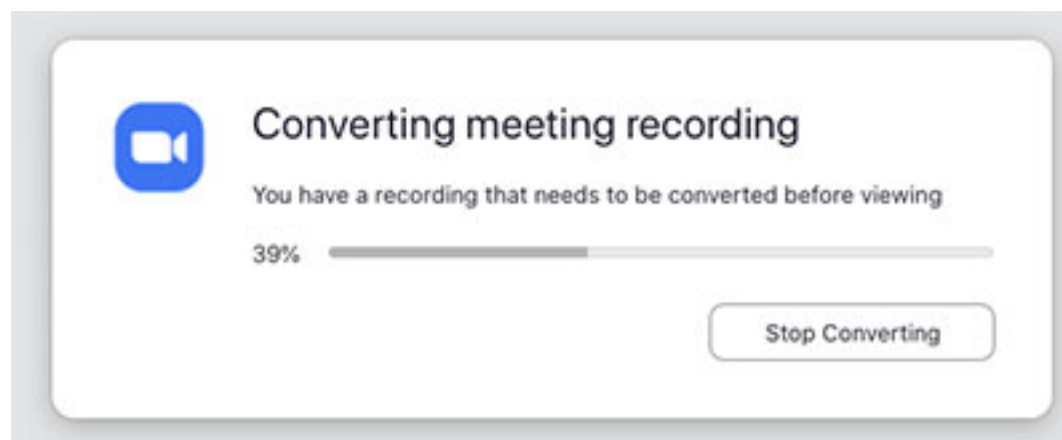 Converting meeting recording
You have a recording that needs to be converted before viewing
39%
Stop Converting